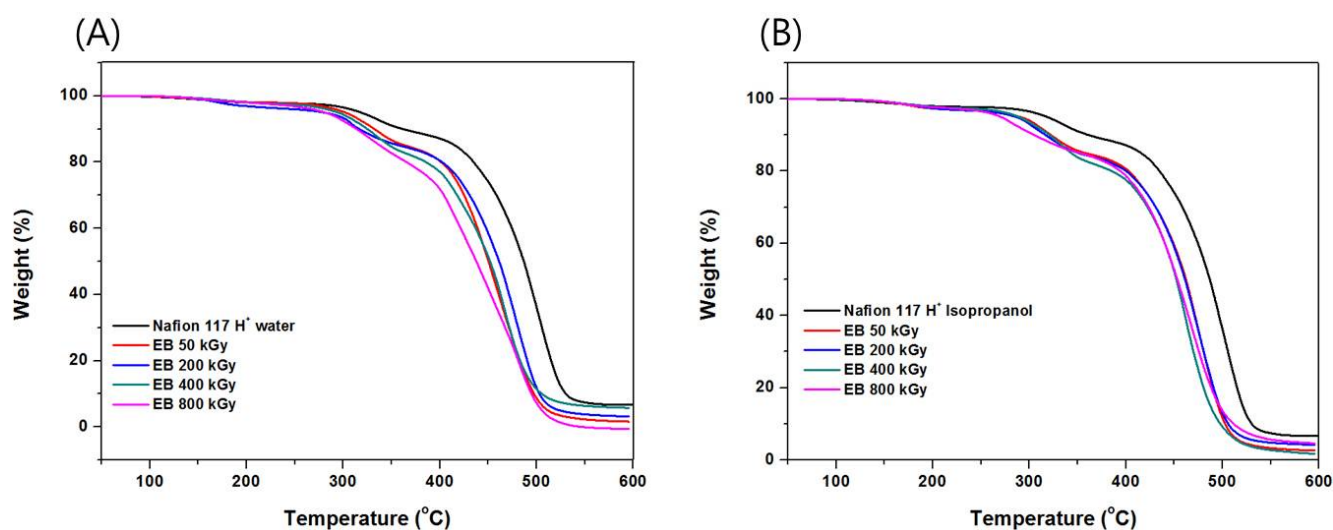 (A)
Weight (%)
100
80
60
40
20
0
Nafion 117 H⁺ water
EB 50 kGy
EB 200 kGy
EB 400 kGy
EB 800 kGy
100 200 300 400 500 600
Temperature (°C)
(B)
Weight (%)
100
80
60
40
20
0
Nafion 117 H⁺ Isopropanol
EB 50 kGy
EB 200 kGy
EB 400 kGy
EB 800 kGy
100 200 300 400 500 600
Temperature (°C)